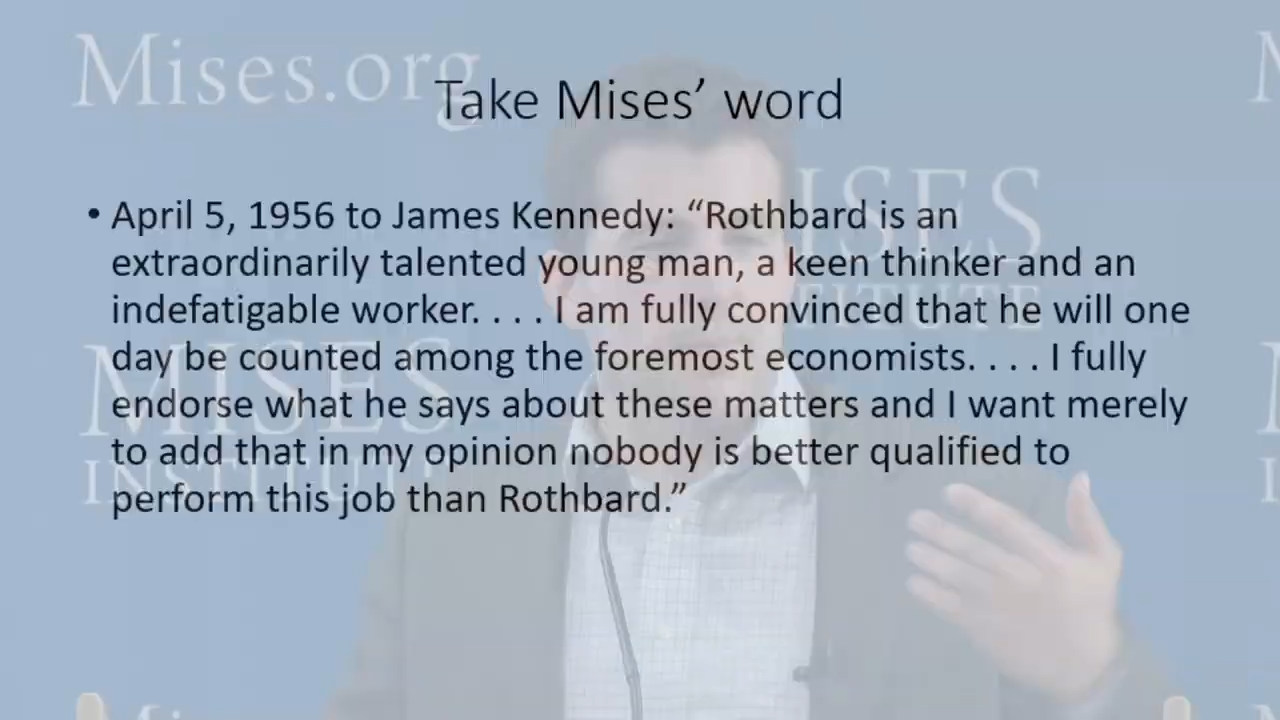 Mises.org
Take Mises’ word
• April 5, 1956 to James Kennedy: “Rothbard is an
extraordinarily talented young man, a keen thinker and an
indefatigable worker. . . . I am fully convinced that he will one
day be counted among the foremost economists. . . . I fully
endorse what he says about these matters and I want merely
to add that in my opinion nobody is better qualified to
perform this job than Rothbard.”
MISES
INSTITUTE